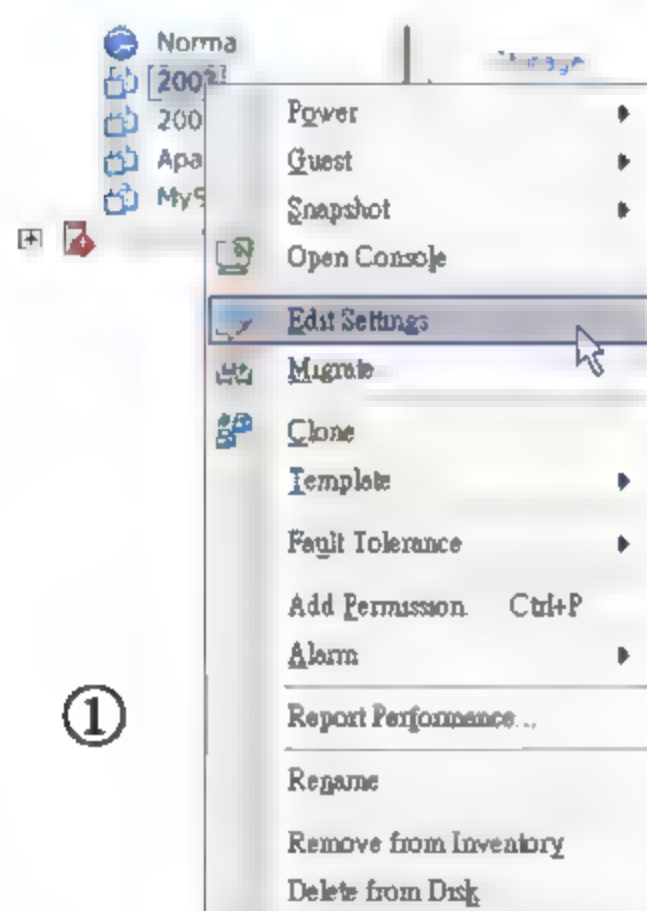 Norma
200
200
Apa
Power
Guest
Snapshot
Open Console
Edit Settings
Migrate
Clone
Template
Fault Tolerance
Add Permission Ctrl+P
Alarm
①
Report Performance...
Rename
Remove from Inventory
Delete from Disk